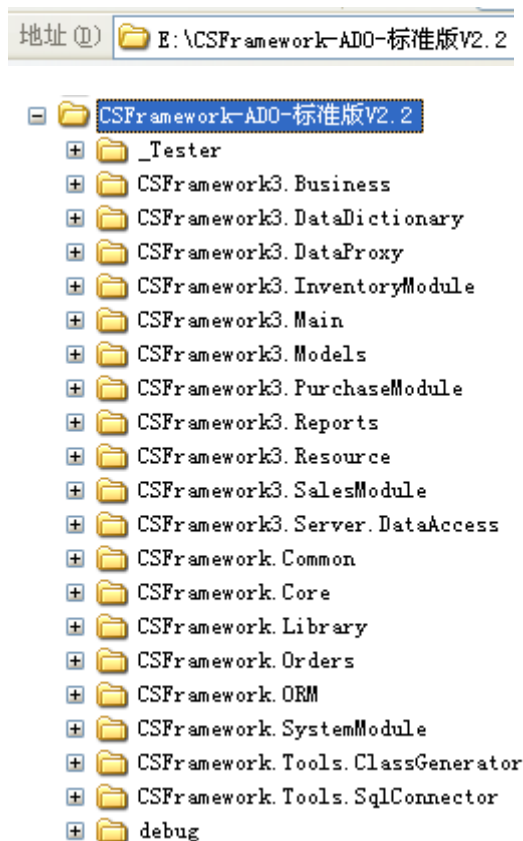 地址(D) E:\CSFramework-ADO-标准版V2.2
CSFramework-ADO-标准版V2.2
_Tester
CSFramework3.Business
CSFramework3.DataDictionary
CSFramework3.DataProxy
CSFramework3.InventoryModule
CSFramework3.Main
CSFramework3.Models
CSFramework3.PurchaseModule
CSFramework3.Reports
CSFramework3.Resource
CSFramework3.SalesModule
CSFramework3.Server.DataAccess
CSFramework.Common
CSFramework.Core
CSFramework.Library
CSFramework.Orders
CSFramework.ORM
CSFramework.SystemModule
CSFramework.Tools.ClassGenerator
CSFramework.Tools.SqlConnector
debug